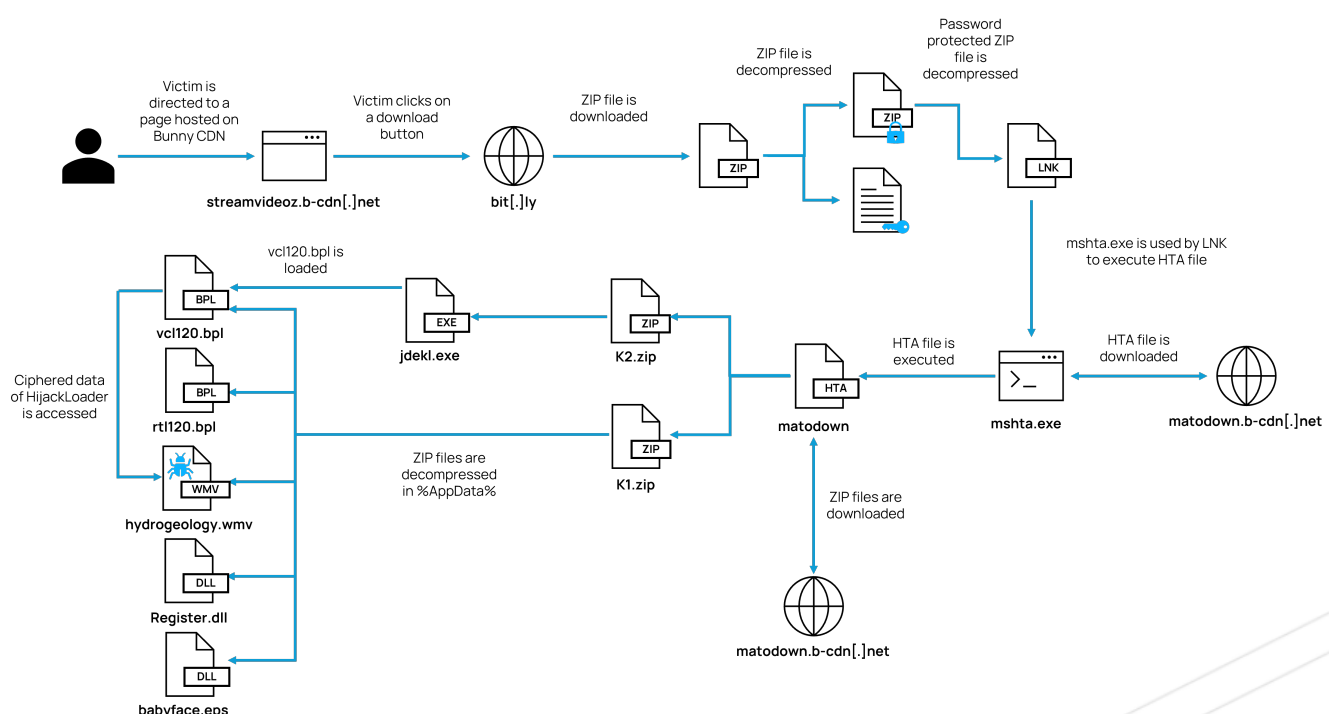 Victim is
directed to a
page hosted on
Bunny CDN
streamvideoz.b-cdn[.]net
Victim clicks on
a download
button
bit[.]ly
ZIP file is
downloaded
ZIP
ZIP file is
decompressed
ZIP
Password
protected ZIP
file is
decompressed
LNK
mshta.exe is used by LNK
to execute HTA file
HTA file is
downloaded
matodown.b-cdn[.]net
mshta.exe
HTA file is
executed
HTA
matodown
ZIP files are
downloaded
matodown.b-cdn[.]net
ZIP
K2.zip
ZIP
K1.zip
EXE
jdekl.exe
vcl120.bpl is
loaded
ZIP files are
decompressed
in %AppData%
BPL
vcl120.bpl
BPL
rtl120.bpl
Ciphered data
of HijackLoader
is accessed
WMV
hydrogeology.wmv
DLL
Register.dll
DLL
babyface.eps